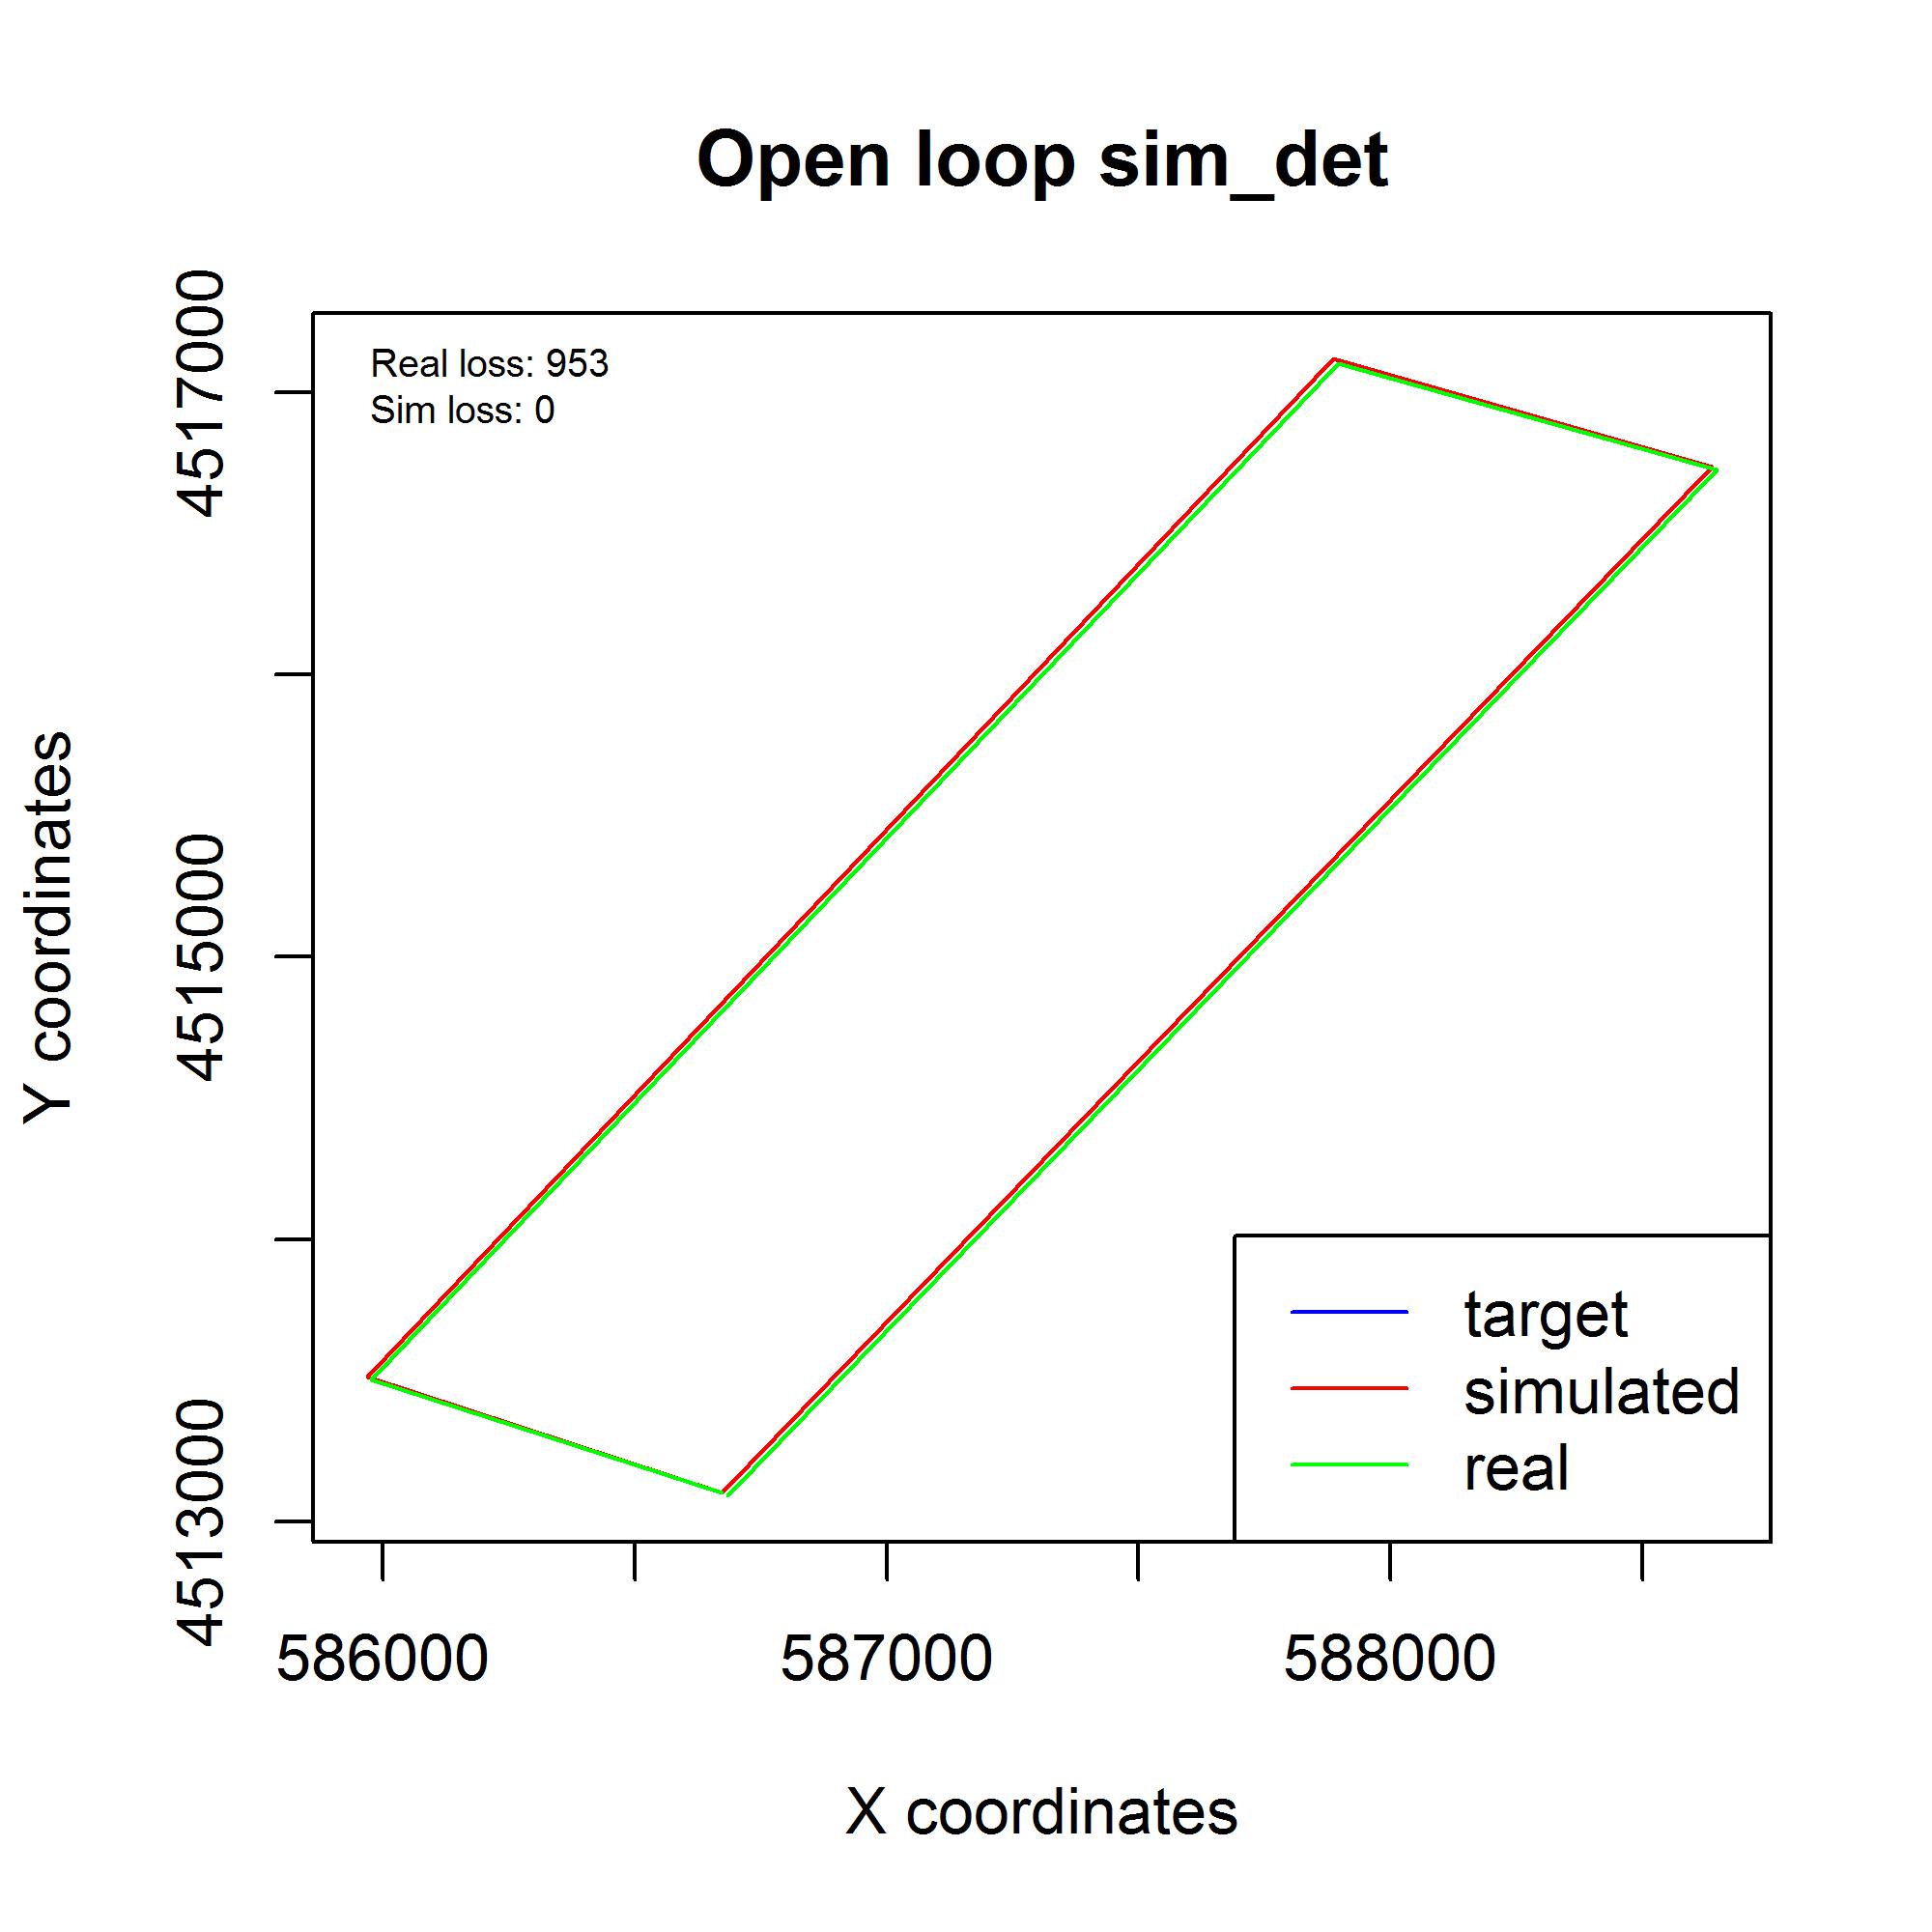 Open loop sim_det
Real loss: 953
Sim loss: 0
4517000
4515000
4513000
Y coordinates
target
simulated
real
586000
587000
588000
X coordinates